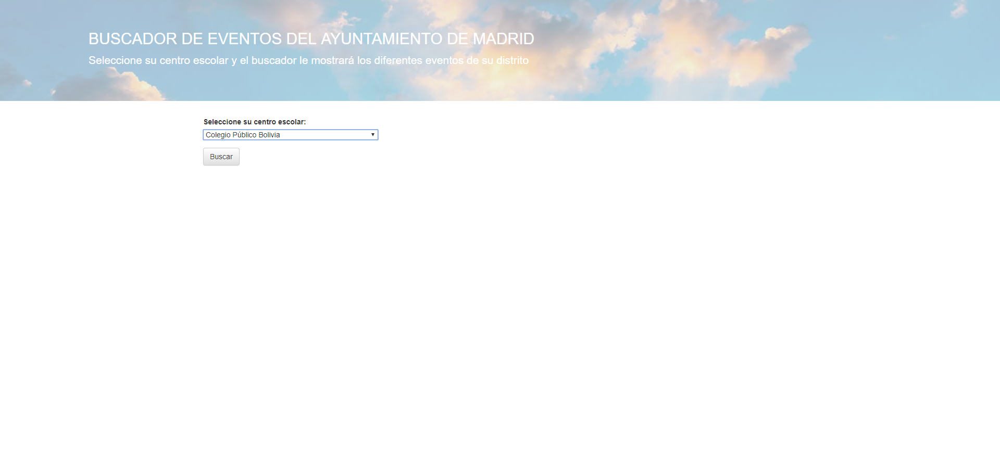 BUSCADOR DE EVENTOS DEL AYUNTAMIENTO DE MADRID
Seleccione su centro escolar y el buscador le mostrará los diferentes eventos de su distrito
Seleccione su centro escolar:
Colegio Público Bolivia
Buscar